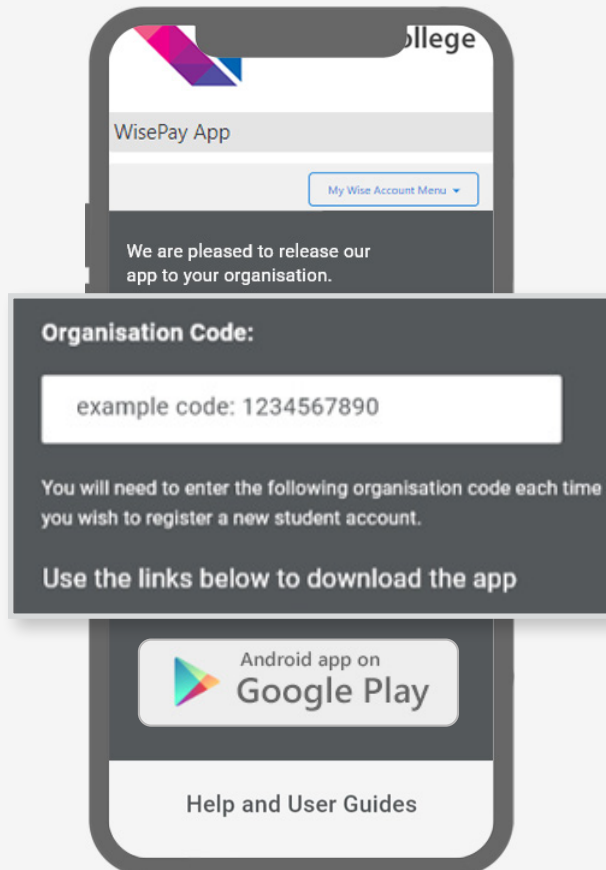 WisePay App
My Wise Account Menu
We are pleased to release our
app to your organisation.
Organisation Code:
example code: 1234567890
You will need to enter the following organisation code each time
you wish to register a new student account.
Use the links below to download the app
Android app on
Google Play
Help and User Guides